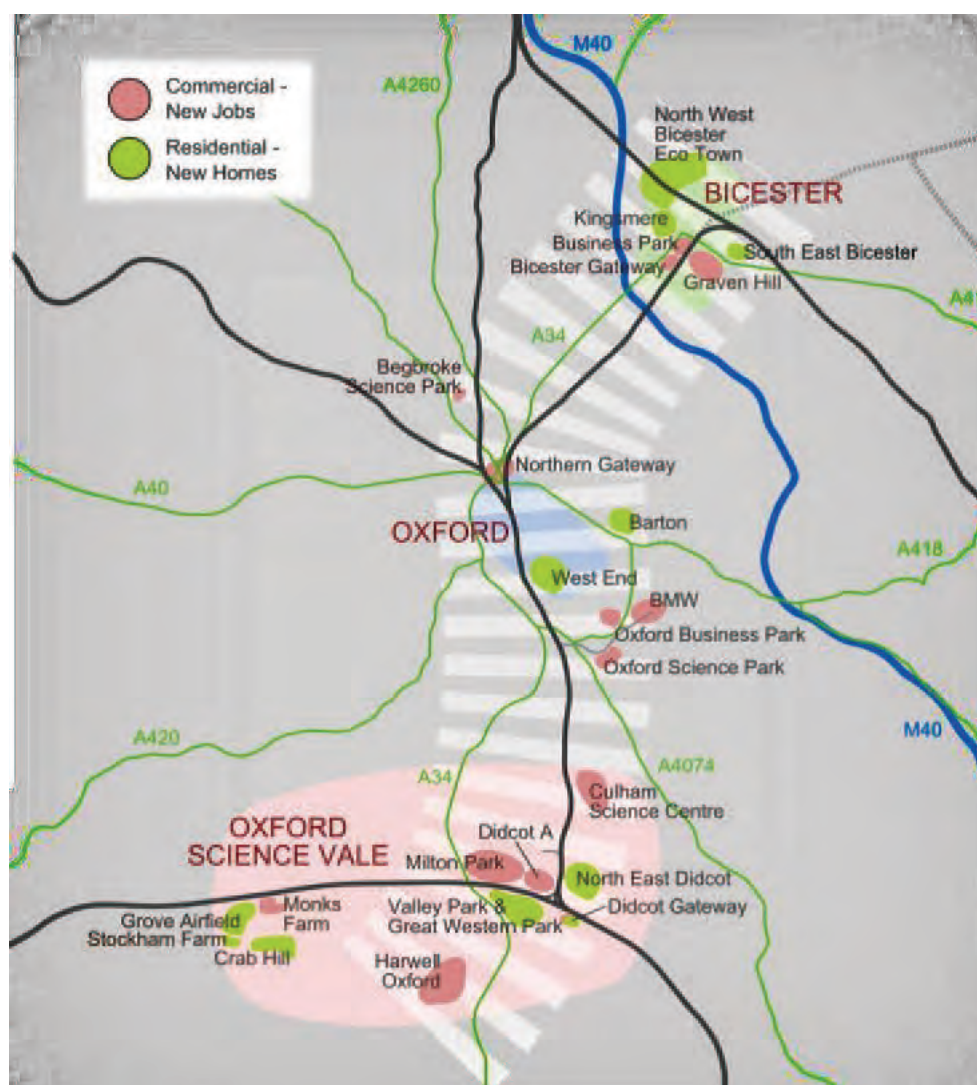 M40
A4260
Commercial -
New Jobs
Residential -
New Homes
North West
Bicester
Eco Town
BICESTER
Kingsmere
Business Park
Bicester Gateway
South East Bicester
Graven Hill
A41
A34
Begbroke
Science Park
Northern Gateway
A40
OXFORD
Barton
A418
West End
BMW
Oxford Business Park
Oxford Science Park
A420
M40
A34
A4074
Culham
Science Centre
OXFORD
SCIENCE VALE
Didcot A
Milton Park
North East Didcot
Monks
Farm
Valley Park &
Great Western Park
Didcot Gateway
Grove Airfield
Stockham Farm
Crab Hill
Harwell
Oxford